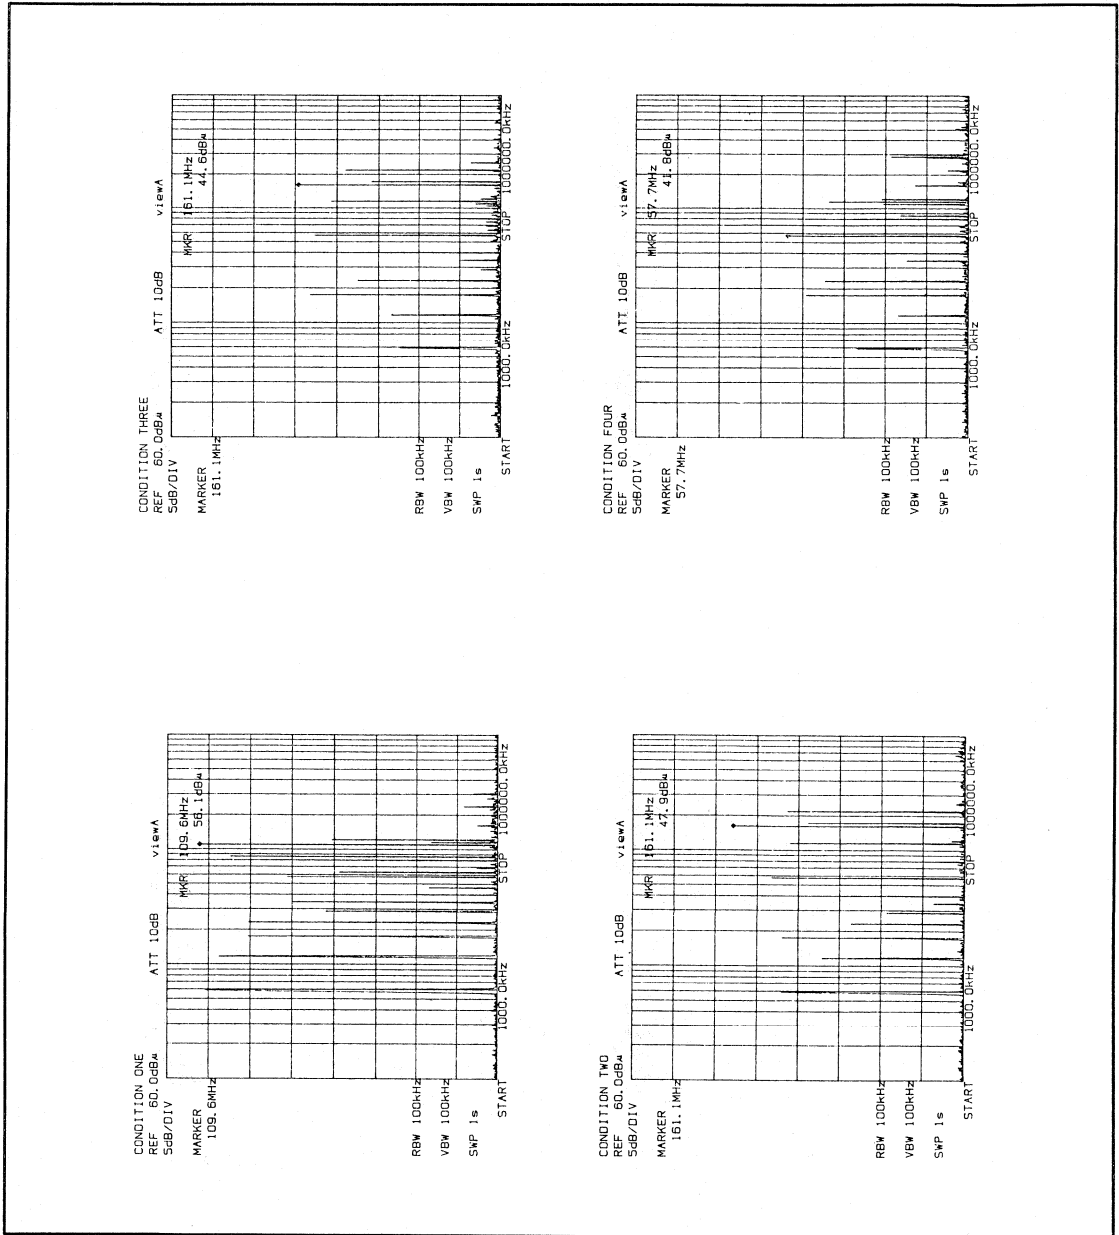 CONDITION ONE
REF 60.0dBμ
5dB/DIV
ATT 10dB
viewA
MARKER
109.6MHz
MKR 109.6MHz
56.1dBμ
RBW 100kHz
VBW 100kHz
SWP 1s
START 1000.0kHz
STOP 1000000.0kHz
CONDITION TWO
REF 60.0dBμ
5dB/DIV
ATT 10dB
viewA
MARKER
161.1MHz
MKR 161.1MHz
47.9dBμ
RBW 100kHz
VBW 100kHz
SWP 1s
START 1000.0kHz
STOP 1000000.0kHz
CONDITION THREE
REF 60.0dBμ
5dB/DIV
ATT 10dB
viewA
MARKER
161.1MHz
MKR 161.1MHz
44.6dBμ
RBW 100kHz
VBW 100kHz
SWP 1s
START 1000.0kHz
STOP 1000000.0kHz
CONDITION FOUR
REF 60.0dBμ
5dB/DIV
ATT 10dB
viewA
MARKER
57.7MHz
MKR 57.7MHz
41.8dBμ
RBW 100kHz
VBW 100kHz
SWP 1s
START 1000.0kHz
STOP 1000000.0kHz